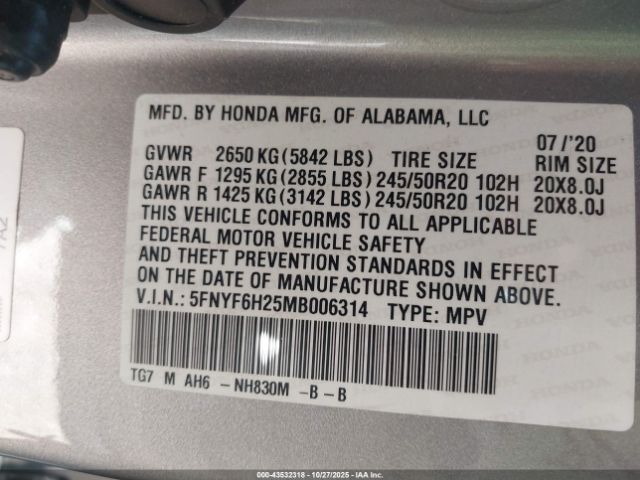 MFD. BY HONDA MFG. OF ALABAMA, LLC
07/'20
GVWR 2650 KG (5842 LBS) TIRE SIZE RIM SIZE
GAWR F 1295 KG (2855 LBS) 245/50R20 102H 20X8.0J
GAWR R 1425 KG (3142 LBS) 245/50R20 102H 20X8.0J
THIS VEHICLE CONFORMS TO ALL APPLICABLE
FEDERAL MOTOR VEHICLE SAFETY
AND THEFT PREVENTION STANDARDS IN EFFECT
ON THE DATE OF MANUFACTURE SHOWN ABOVE.
V.I.N.: 5FNYF6H25MB006314 TYPE: MPV
TG7 M AH6 - NH830M - B - B
000-43532318 | 10/27/2025 | IAA Inc.